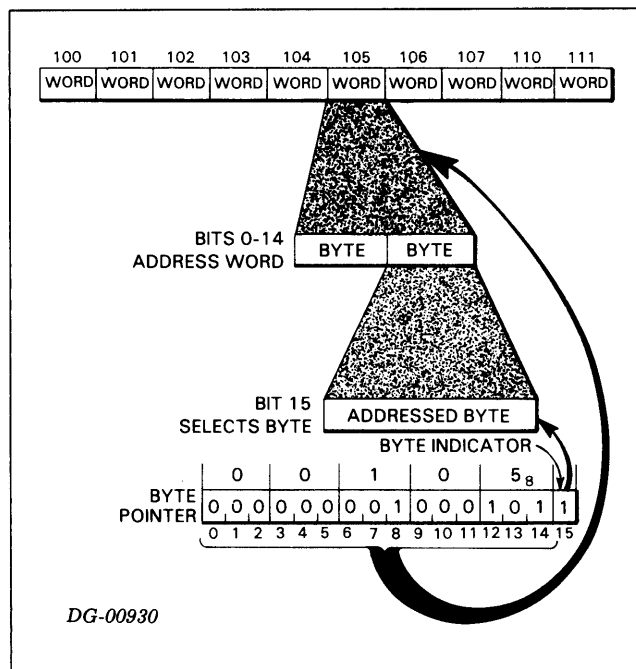 100 101 102 103 104 105 106 107 110 111
WORD WORD WORD WORD WORD WORD WORD WORD WORD WORD
BITS 0-14
ADDRESS WORD
BYTE BYTE
BIT 15
SELECTS BYTE
ADDRESSED BYTE
BYTE INDICATOR
0 0 1 0 5₈
BYTE
POINTER
0 0 0 0 0 0 0 0 1 0 0 0 1 0 1 1
0 1 2 3 4 5 6 7 8 9 10 11 12 13 14 15
DG-00930